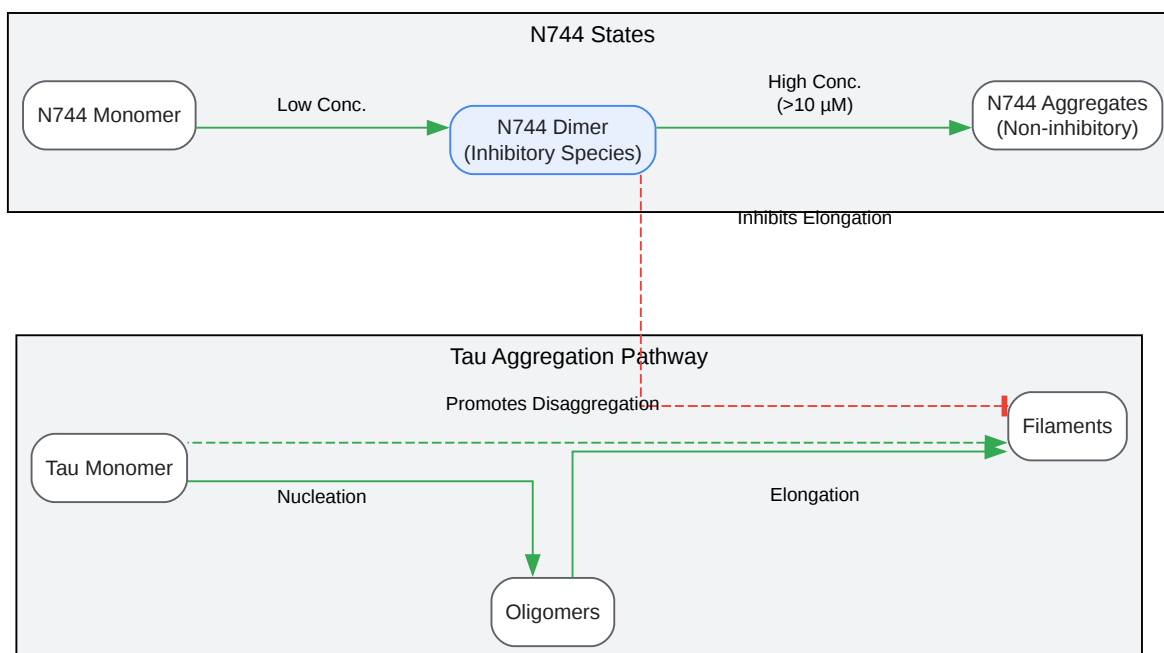 N744 States
N744 Monomer
Low Conc.
N744 Dimer
(Inhibitory Species)
High Conc.
(>10 µM)
N744 Aggregates
(Non-inhibitory)
Inhibits Elongation
Tau Aggregation Pathway
Promotes Disaggregation
Filaments
Tau Monomer
Nucleation
Elongation
Oligomers